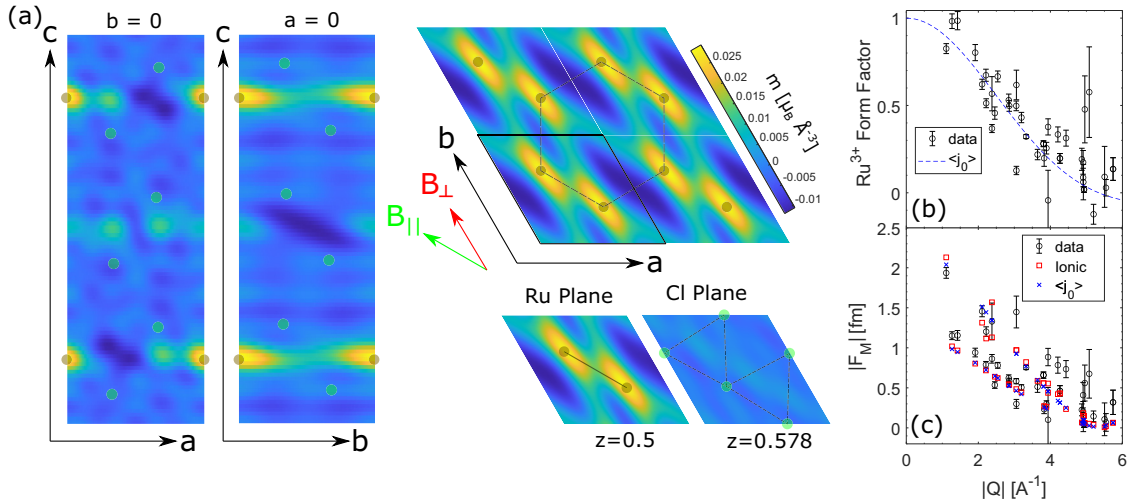 (a)
b = 0
a = 0
c
c
a
b
b
a
B⊥
B||
0.025
0.02
0.015
0.01
0.005
0
-0.005
-0.01
m [μB Å-3]
Ru Plane
Cl Plane
z=0.5
z=0.578
Ru3+ Form Factor
1
0.5
0
data
<j0>
(b)
|FM| [fm]
2.5
2
1.5
1
0.5
0
data
Ionic
<j0>
(c)
0
2
4
6
|Q| [A-1]